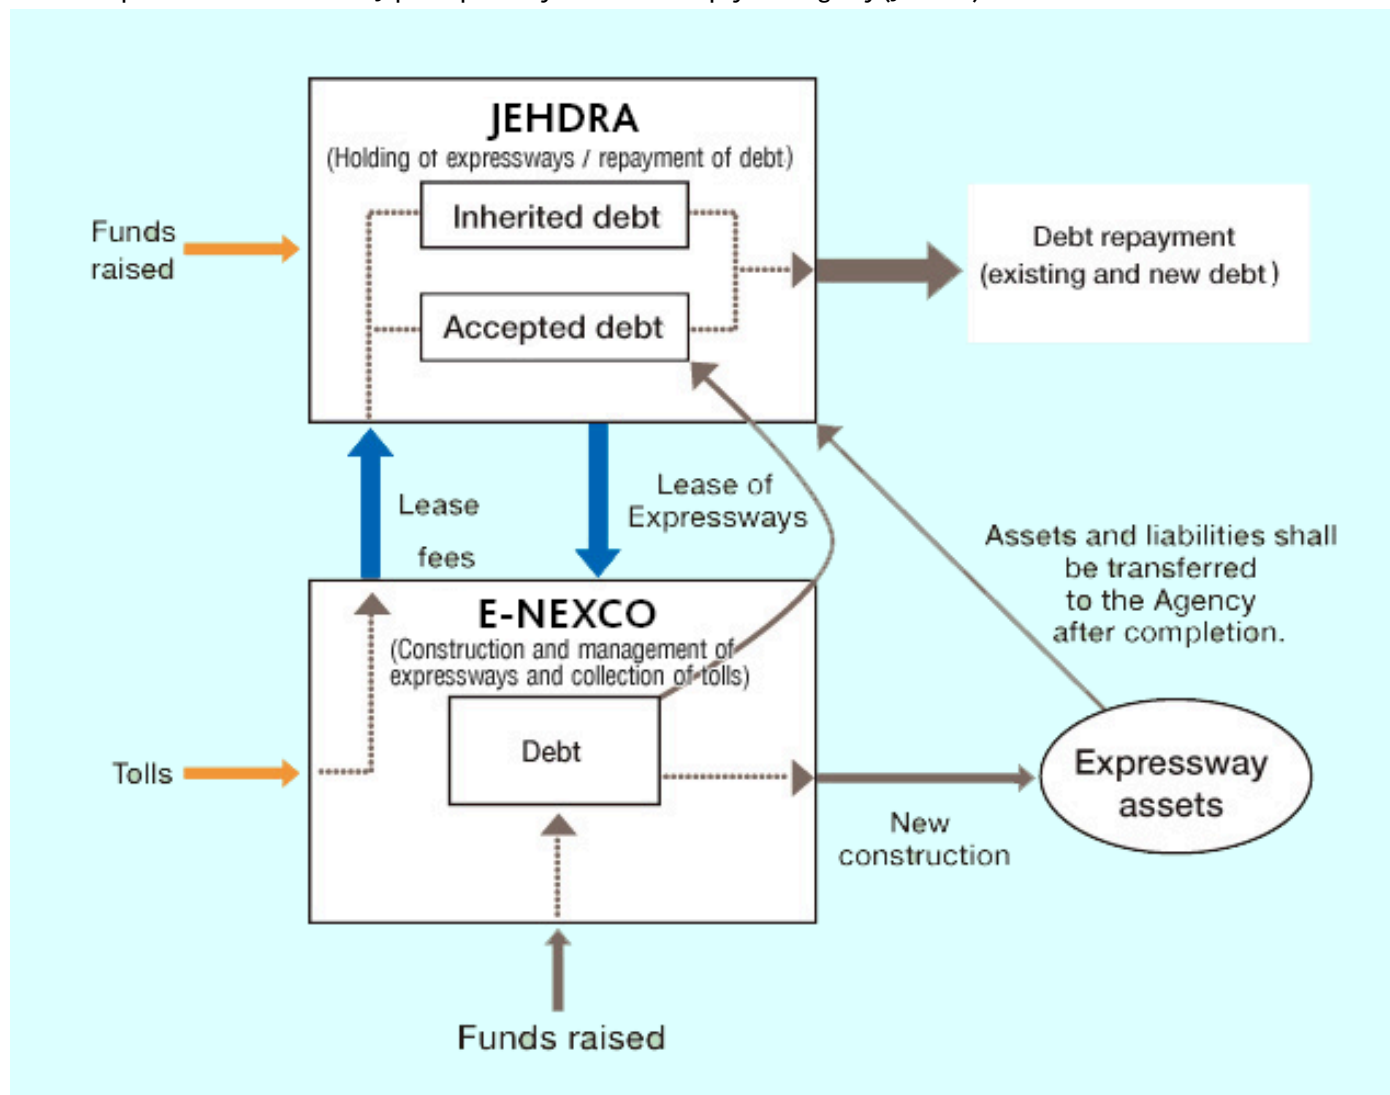 JEHDRA
(Holding of expressways / repayment of debt)
Inherited debt
Funds
raised
Debt repayment
(existing and new debt)
Accepted debt
Lease
fees
Lease of
Expressways
Assets and liabilities shall
be transferred
to the Agency
after completion.
E-NEXCO
(Construction and management of
expressways and collection of tolls)
Debt
Tolls
Expressway
assets
New
construction
Funds raised